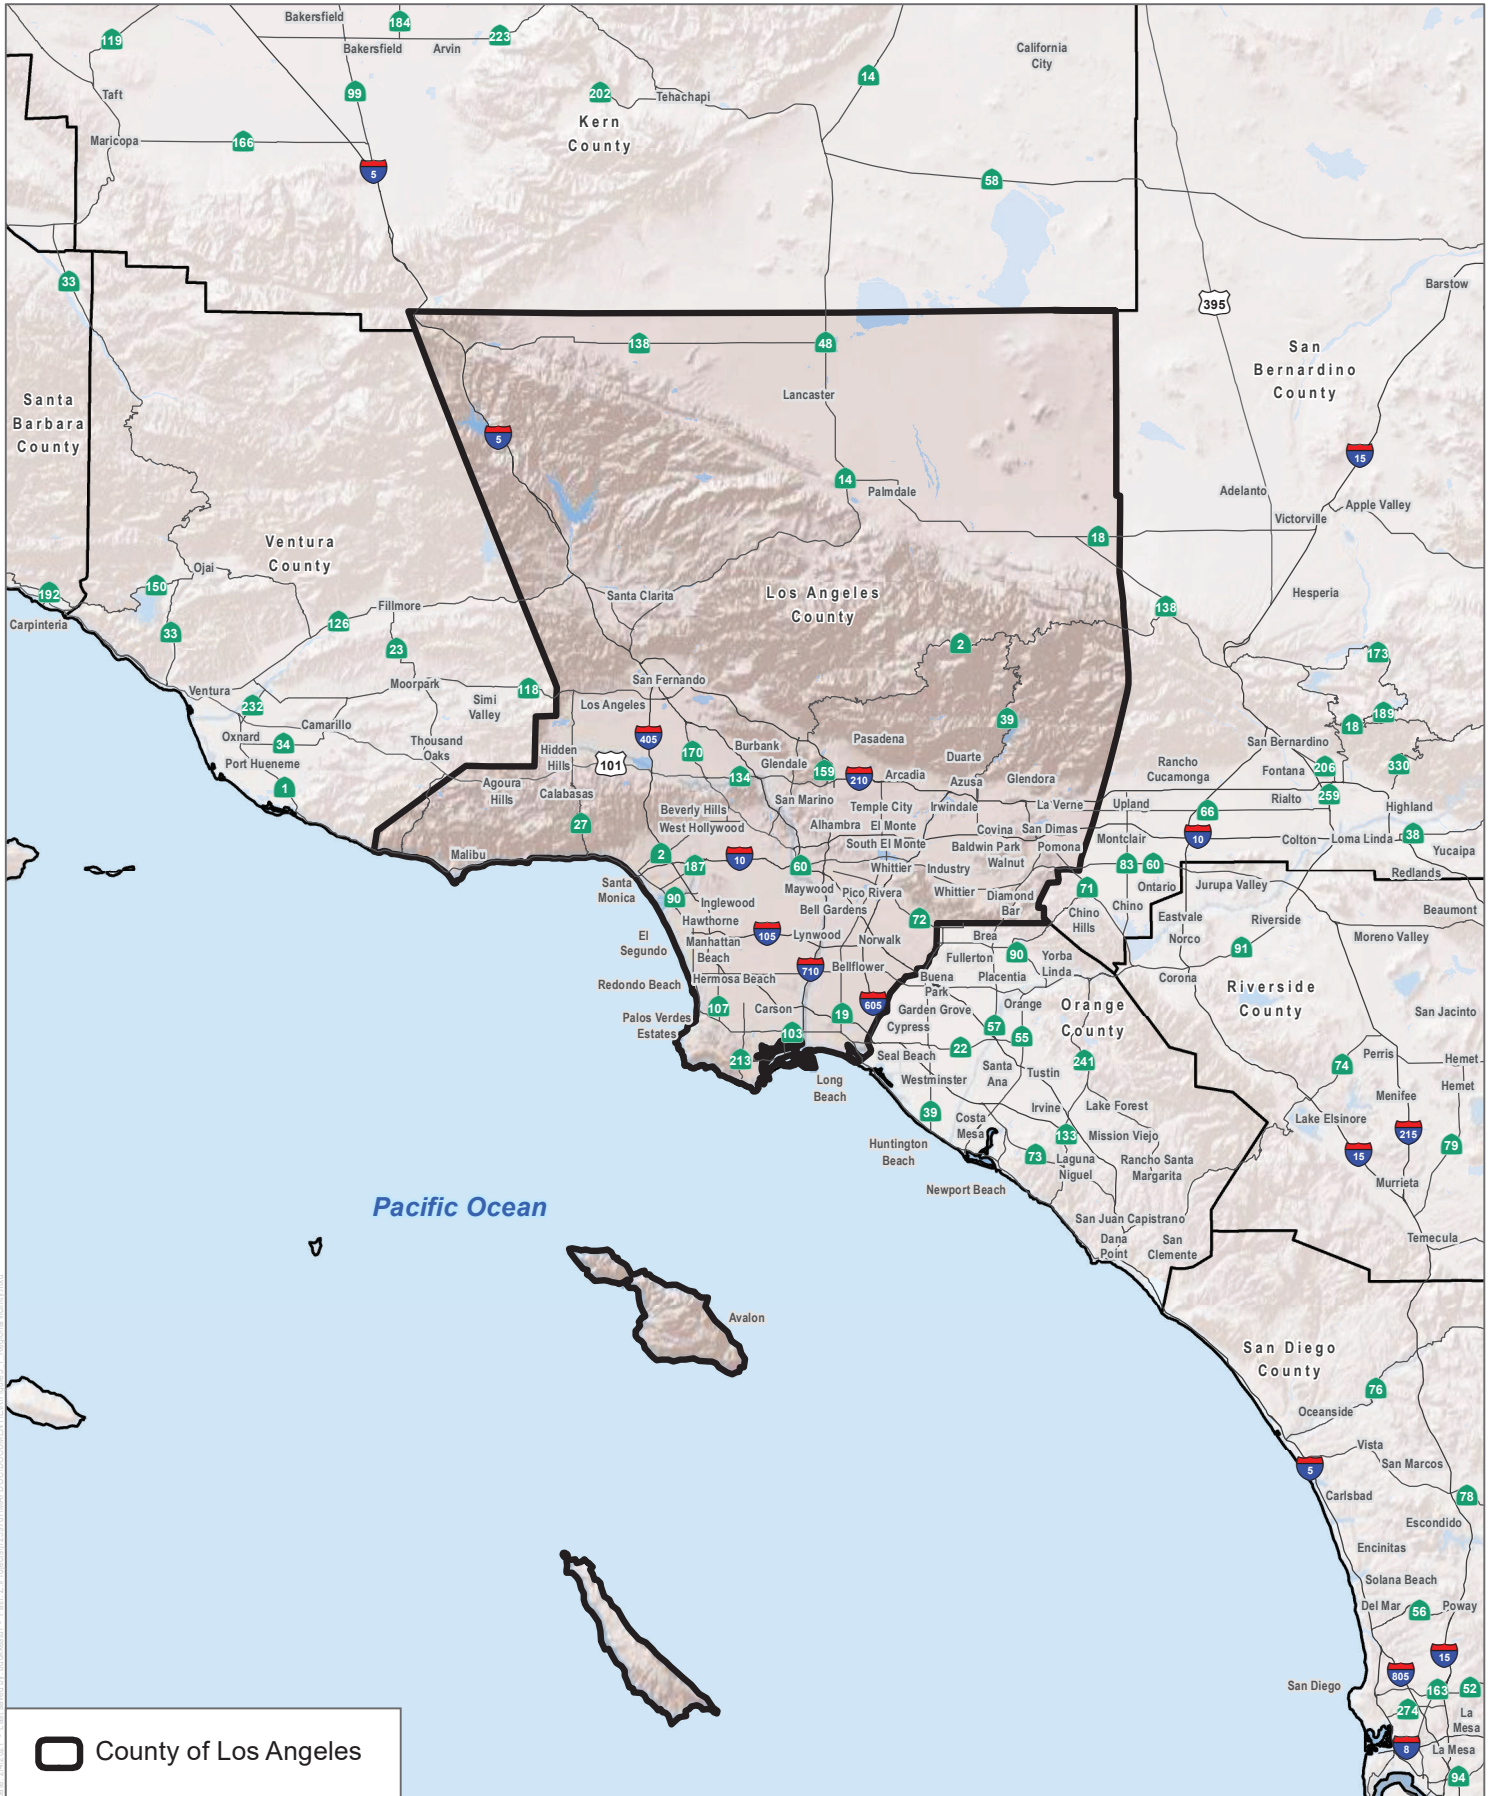 Bakersfield
184
119
223
Bakersfield
Arvin
California
City
14
Taft
99
202
Tehachapi
Kern
County
Maricopa
166
5
58
33
Barstow
395
138
48
San
Bernardino
County
Lancaster
Santa
Barbara
County
5
15
14
Palmdale
Adelanto
Apple Valley
Victorville
18
Ventura
County
Ojai
150
192
Santa Clarita
Los Angeles
County
Hesperia
Fillmore
138
Carpinteria
126
33
23
2
173
San Fernando
Moorpark
118
Ventura
Simi
Valley
Los Angeles
232
39
189
18
Oxnard
34
Camarillo
405
Thousand
Oaks
Hidden
Hills
170
Burbank
Pasadena
San Bernardino
Port Hueneme
101
Glendale
Duarte
Rancho
Cucamonga
Fontana
206
330
1
Agoura
Hills
Calabasas
134
159
210
Arcadia
Azusa
Glendora
San Marino
Temple City
Irwindale
La Verne
Upland
66
Rialto
259
Highland
Beverly Hills
27
West Hollywood
Alhambra
El Monte
Covina
San Dimas
Montclair
10
Colton
Loma Linda
38
South El Monte
Baldwin Park
Pomona
Yucaipa
Malibu
2
187
10
60
Whittier
Industry
Walnut
83
60
Redlands
Santa
Monica
90
Maywood
Pico Rivera
Whittier
Diamond
Bar
71
Ontario
Jurupa Valley
Inglewood
Bell Gardens
Chino
Beaumont
Hawthorne
72
Chino
Hills
Eastvale
Riverside
El
Segundo
105
Lynwood
Norwalk
Brea
Norco
Moreno Valley
Manhattan
Beach
91
Fullerton
90
Yorba
Linda
710
Bellflower
Buena
Park
Placentia
Corona
Redondo Beach
Hermosa Beach
Riverside
County
605
Orange
Orange
County
107
Carson
19
Garden Grove
San Jacinto
Palos Verdes
Estates
Cypress
57
55
103
213
Seal Beach
22
241
74
Perris
Hemet
Santa
Ana
Tustin
Long
Beach
Westminster
Menifee
Hemet
39
Irvine
Lake Forest
Costa
Mesa
Lake Elsinore
133
Mission Viejo
215
79
Huntington
Beach
73
15
Laguna
Niguel
Rancho Santa
Margarita
Newport Beach
Murrieta
Pacific Ocean
San Juan Capistrano
Dana
Point
San
Clemente
Temecula
Avalon
San Diego
County
76
Oceanside
Vista
San Marcos
5
Carlsbad
78
Escondido
Encinitas
Solana Beach
Del Mar
56
Poway
15
805
San Diego
163
52
274
La
Mesa
8
La Mesa
County of Los Angeles
94